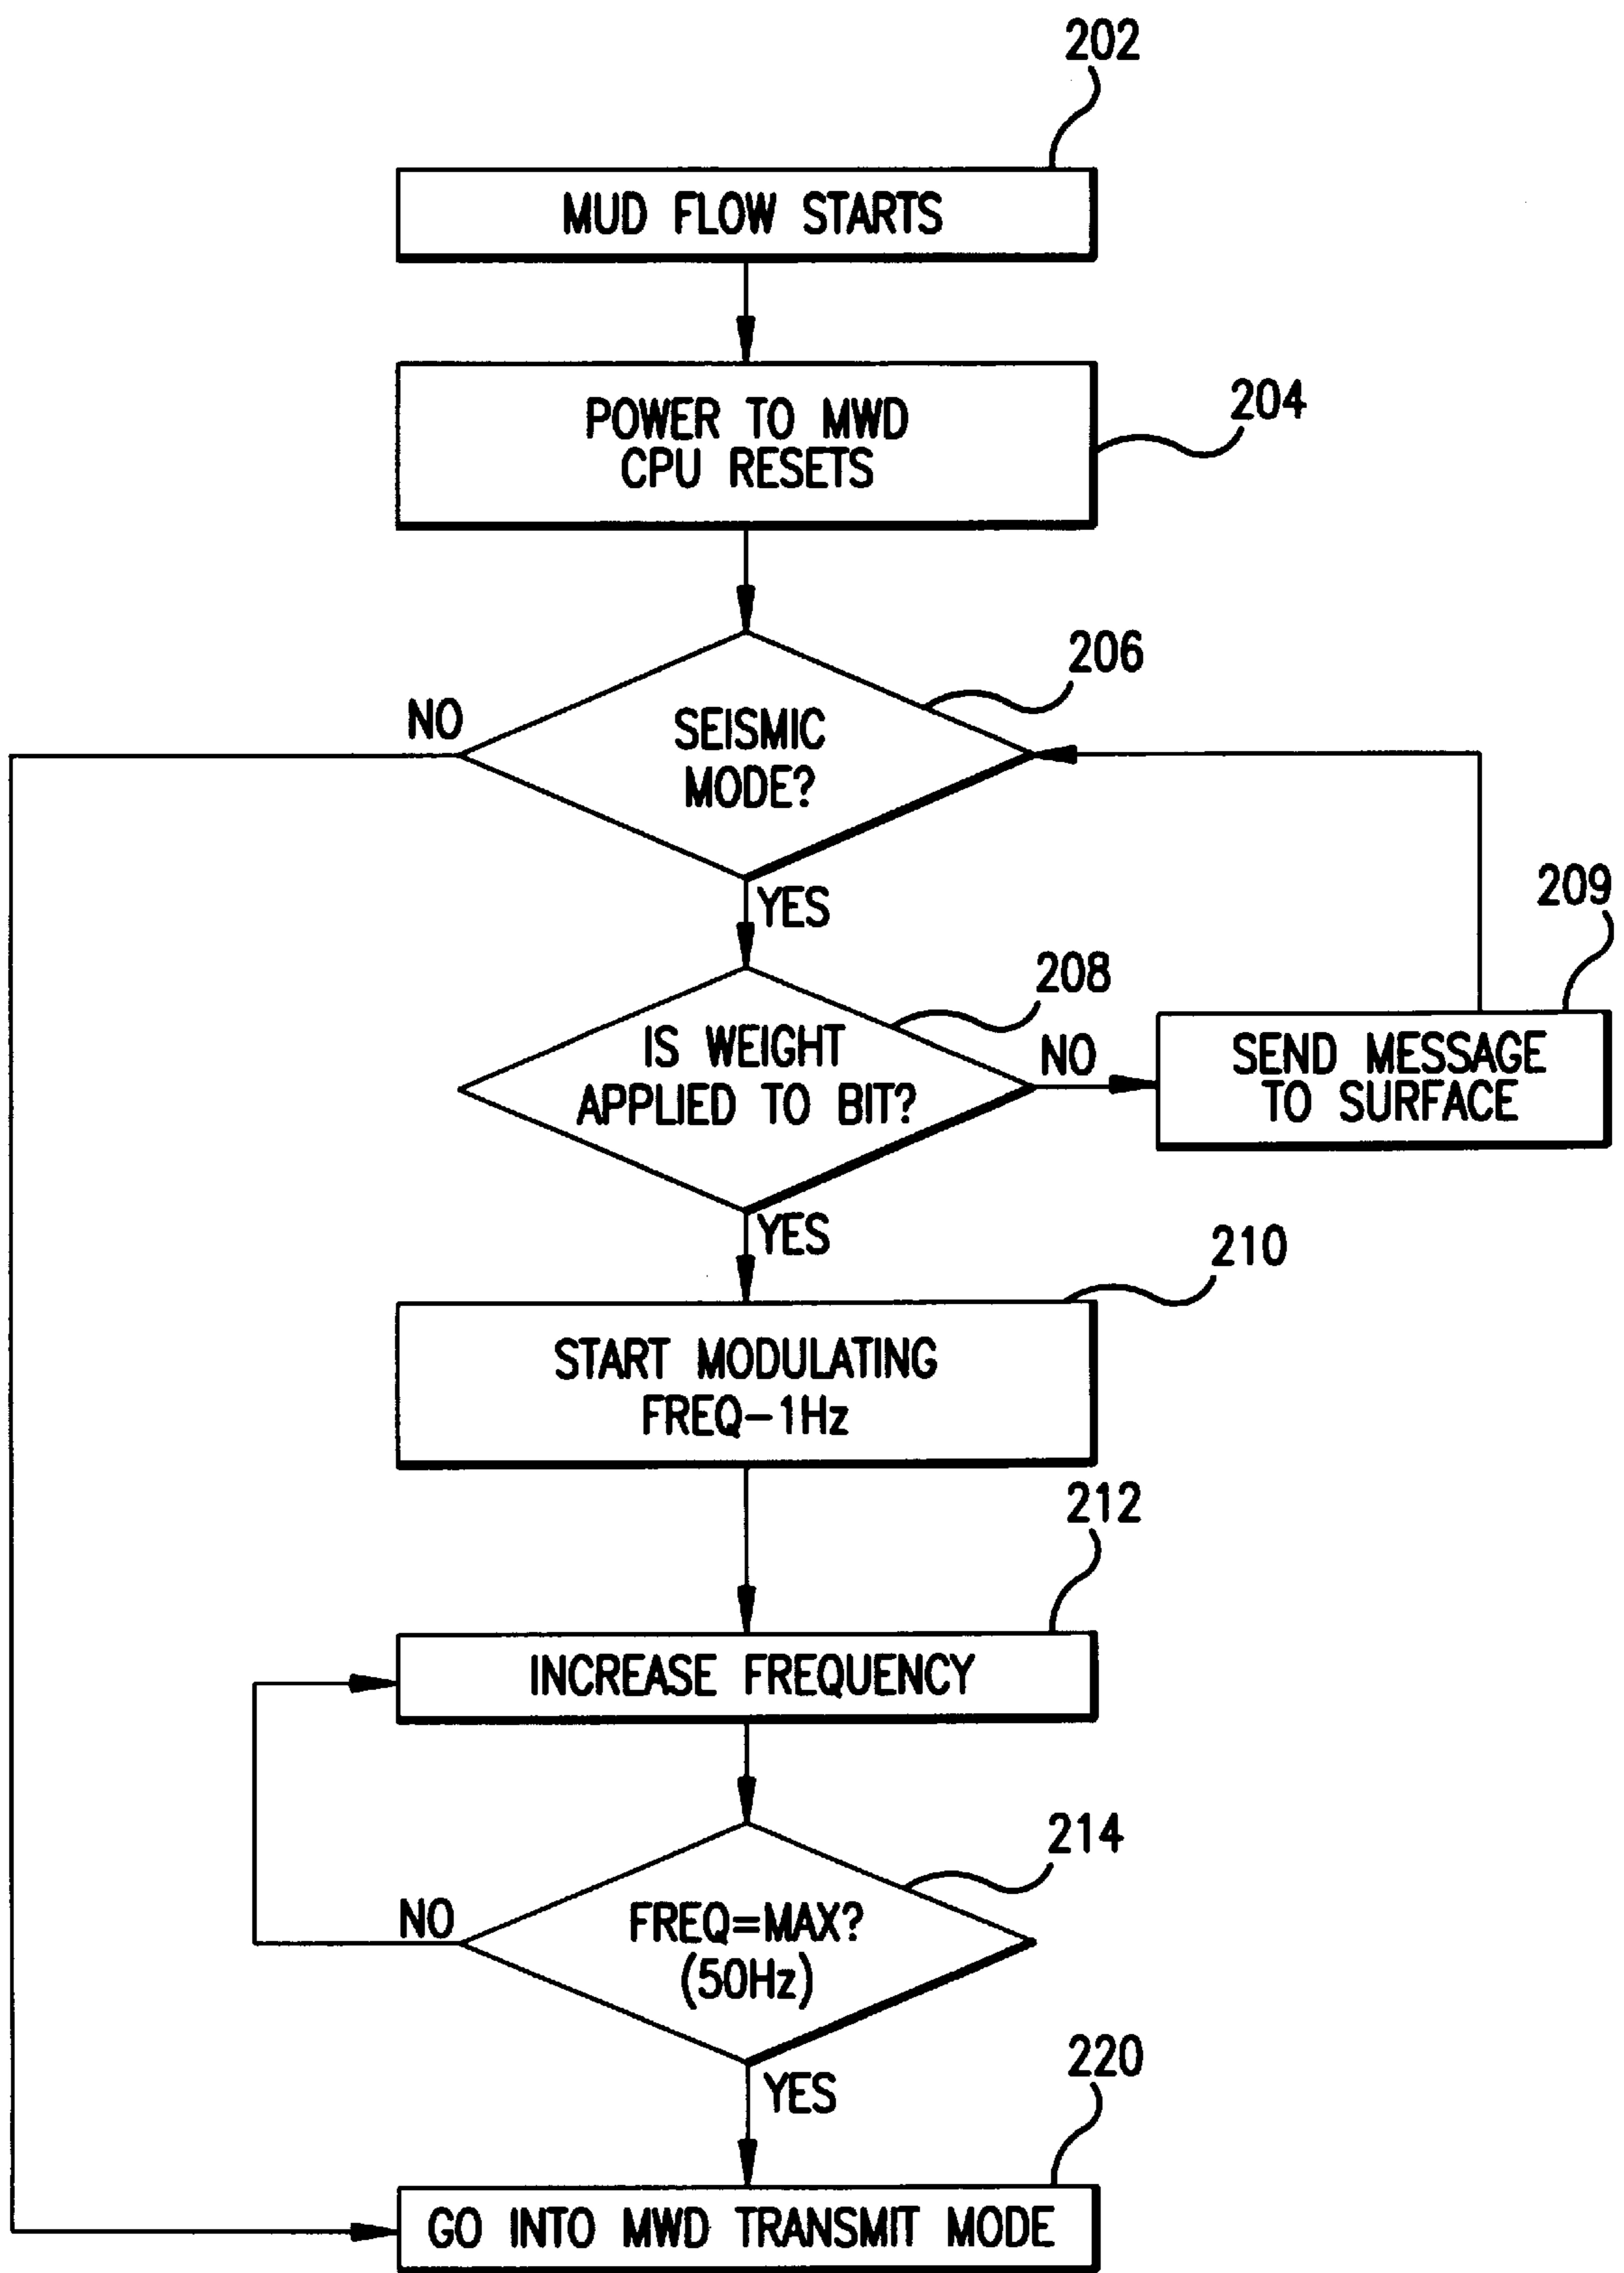 202
MUD FLOW STARTS
POWER TO MWD
CPU RESETS
204
206
NO
SEISMIC
MODE?
YES
209
208
IS WEIGHT
APPLIED TO BIT?
NO
SEND MESSAGE
TO SURFACE
YES
210
START MODULATING
FREQ-1Hz
212
INCREASE FREQUENCY
214
NO
FREQ=MAX?
(50Hz)
YES
220
GO INTO MWD TRANSMIT MODE